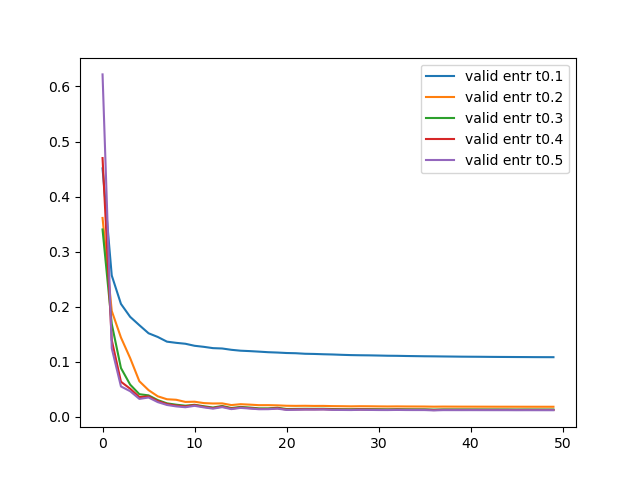 valid entr t0.1
valid entr t0.2
valid entr t0.3
valid entr t0.4
valid entr t0.5
0.6
0.5
0.4
0.3
0.2
0.1
0.0
0 10 20 30 40 50